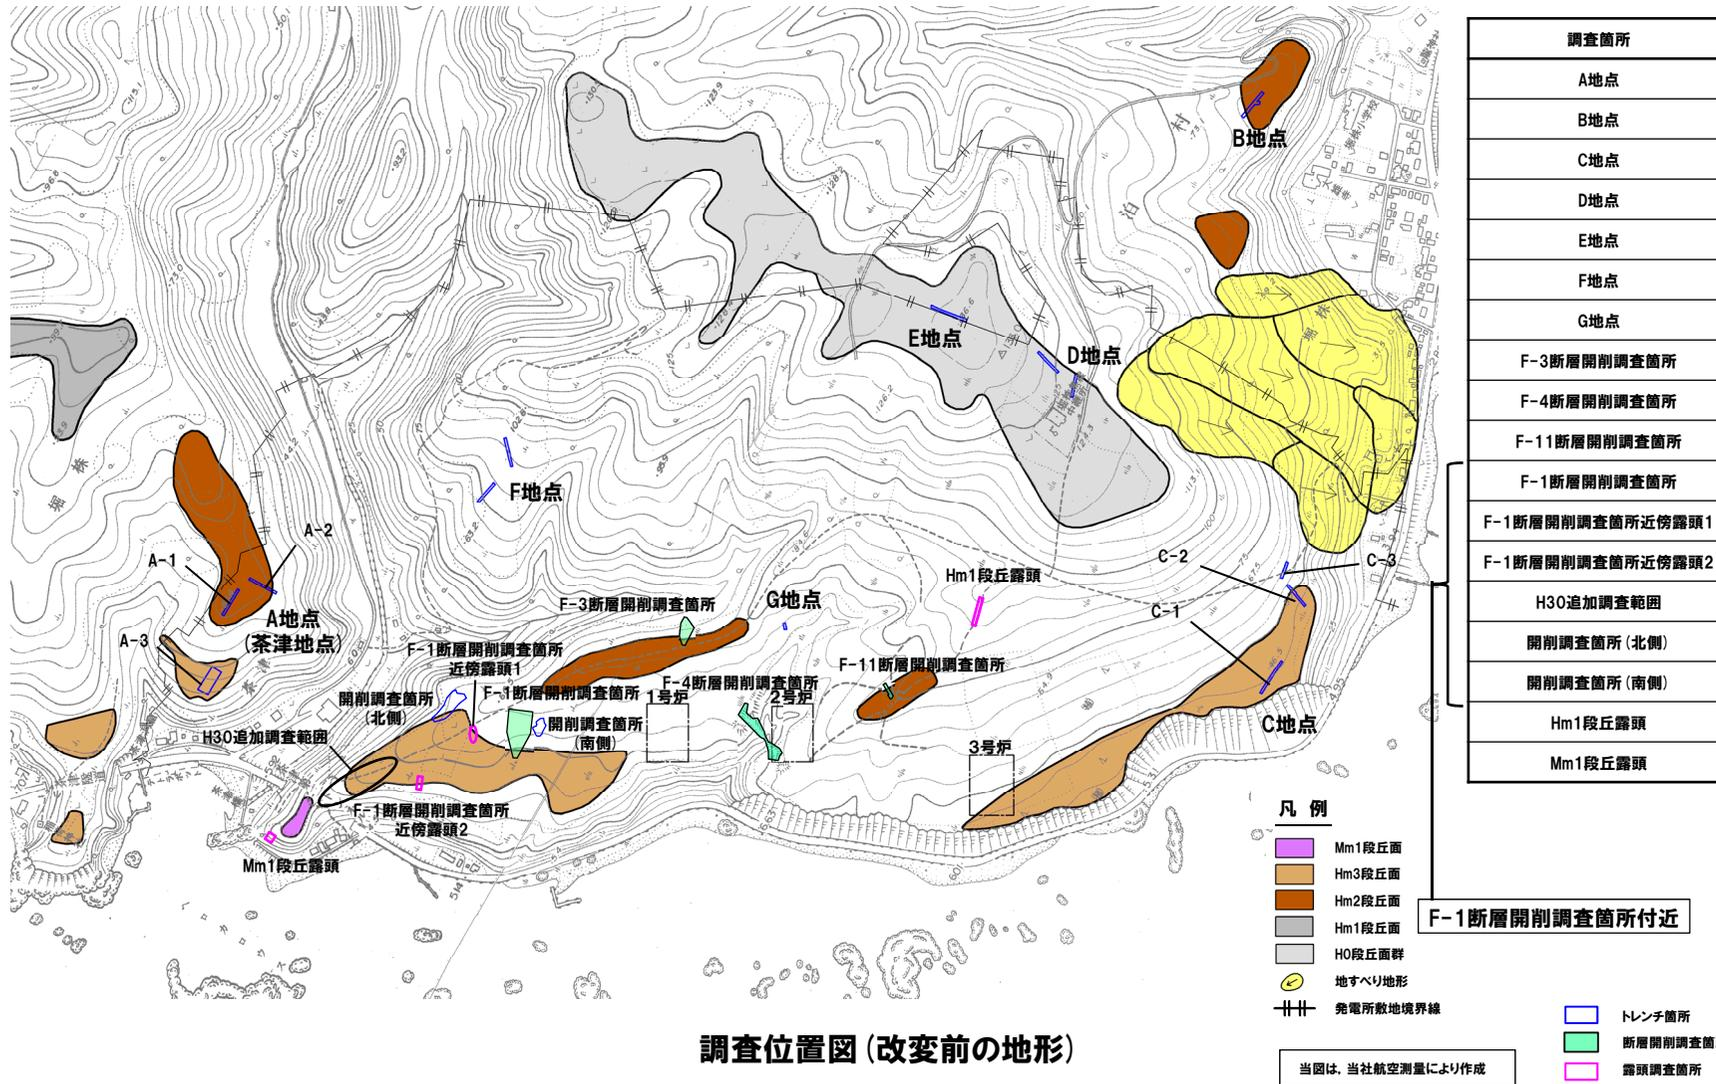 B地点
E地点
D地点
F地点
A-2
A-1
A地点
(茶津地点)
A-3
C-2
C-3
C-1
C地点
Hm1段丘露頭
G地点
F-3断層開削調査箇所
F-1断層開削調査箇所
近傍露頭1
F-11断層開削調査箇所
F-4断層開削調査箇所
F-1断層開削調査箇所
1号炉
2号炉
3号炉
開削調査箇所
(北側)
開削調査箇所
(南側)
H30追加調査範囲
F-1断層開削調査箇所
近傍露頭2
Mm1段丘露頭
村
泊
堀
株
堀
株
茶
津
調査箇所
A地点
B地点
C地点
D地点
E地点
F地点
G地点
F-3断層開削調査箇所
F-4断層開削調査箇所
F-11断層開削調査箇所
F-1断層開削調査箇所
F-1断層開削調査箇所近傍露頭1
F-1断層開削調査箇所近傍露頭2
H30追加調査範囲
開削調査箇所(北側)
開削調査箇所(南側)
Hm1段丘露頭
Mm1段丘露頭
F-1断層開削調査箇所付近
凡 例
Mm1段丘面
Hm3段丘面
Hm2段丘面
Hm1段丘面
H0段丘面群
地すべり地形
発電所敷地境界線
トレンチ箇所
断層開削調査箇
露頭調査箇所
当図は，当社航空測量により作成
調査位置図(改変前の地形)